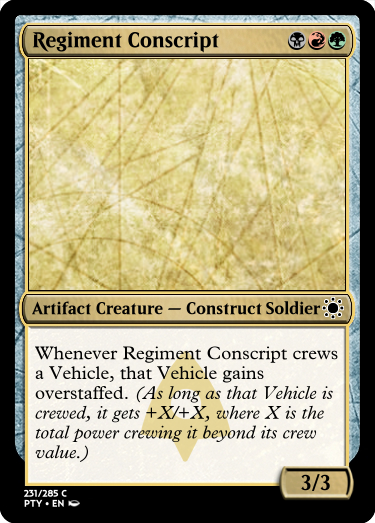 Regiment Conscript
Artifact Creature — Construct Soldier
Whenever Regiment Conscript crews
a Vehicle, that Vehicle gains
overstaffed. (As long as that Vehicle is
crewed, it gets +X/+X, where X is the
total power crewing it beyond its crew
value.)
3/3
231/285 C
PTY • EN